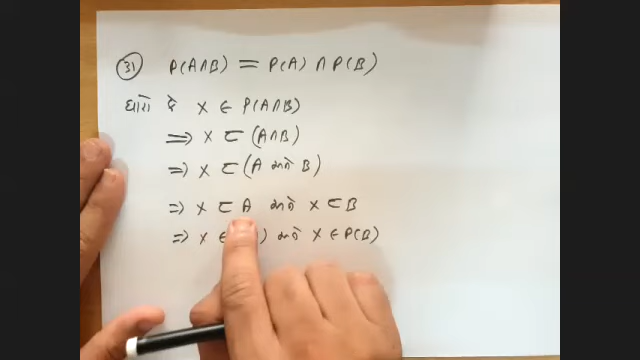 31 P(A∩B) = P(A) ∩ P(B)
ધારો કે x ∈ P(A∩B)
⇒ x ⊂ (A∩B)
⇒ x ⊂ (A અને B)
⇒ x ⊂ A અને x ⊂ B
⇒ x ∈ ) અને x ∈ P(B)